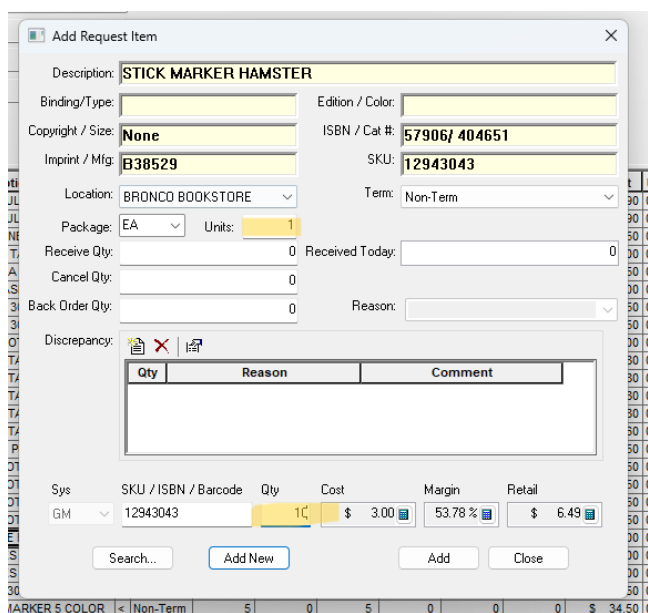 Add Request Item
Description: STICK MARKER HAMSTER
Binding/Type: Edition / Color:
Copyright / Size: None ISBN / Cat #: 57906/ 404651
Imprint / Mfg: B38529 SKU: 12943043
Location: BRONCO BOOKSTORE Term: Non-Term
Package: EA Units: 1
Receive Qty: 0 Received Today: 0
Cancel Qty: 0
Back Order Qty: 0 Reason:
Discrepancy:
Qty Reason Comment
Sys SKU / ISBN / Barcode Qty Cost Margin Retail
GM 12943043 $ 3.00 53.78 % $ 6.49
Search... Add New Add Close
MARKER 5 COLOR < Non-Term 5 0 5 0 0 0 $ 34.50